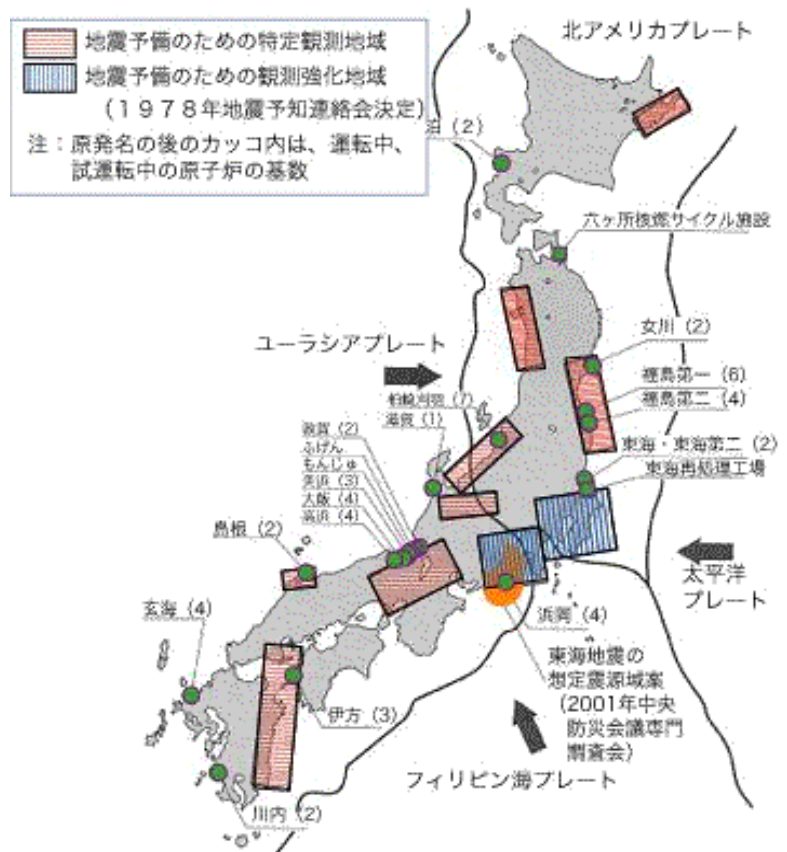 地震予備のための特定観測地域
地震予備のための観測強化地域
（１９７８年地震予知連絡会決定）
注：原発名の後のカッコ内は、運転中、
試運転中の原子炉の基数
北アメリカプレート
泊（2）
六ヶ所核燃サイクル施設
女川（2）
ユーラシアプレート
福島第一（6）
福島第二（4）
柏崎刈羽（7）
滋賀（1）
敦賀（2）
ふげん
もんじゅ
美浜（3）
大飯（4）
高浜（4）
東海・東海第二（2）
東海再処理工場
島根（2）
太平洋
プレート
玄海（4）
浜岡（4）
東海地震の
想定震源域案
（2001年中央
防災会議専門
調査会）
伊方（3）
フィリピン海プレート
川内（2）